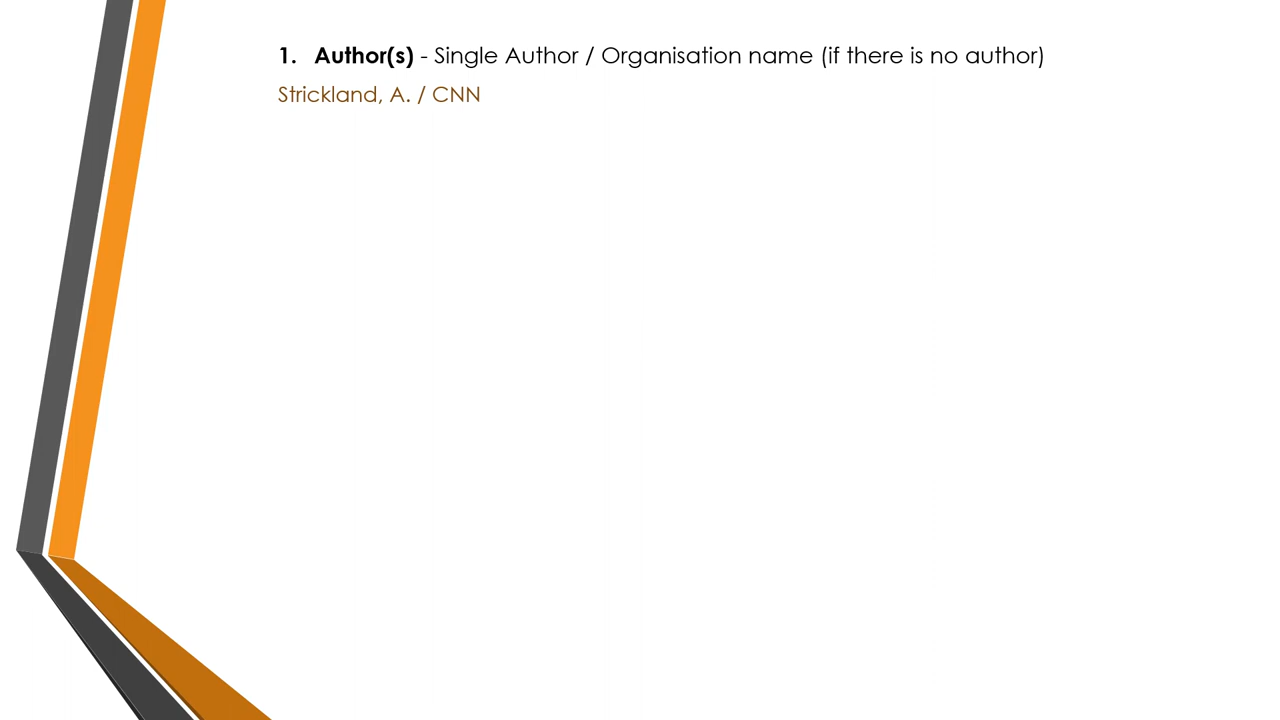 1. Author(s) - Single Author / Organisation name (if there is no author)
Strickland, A. / CNN